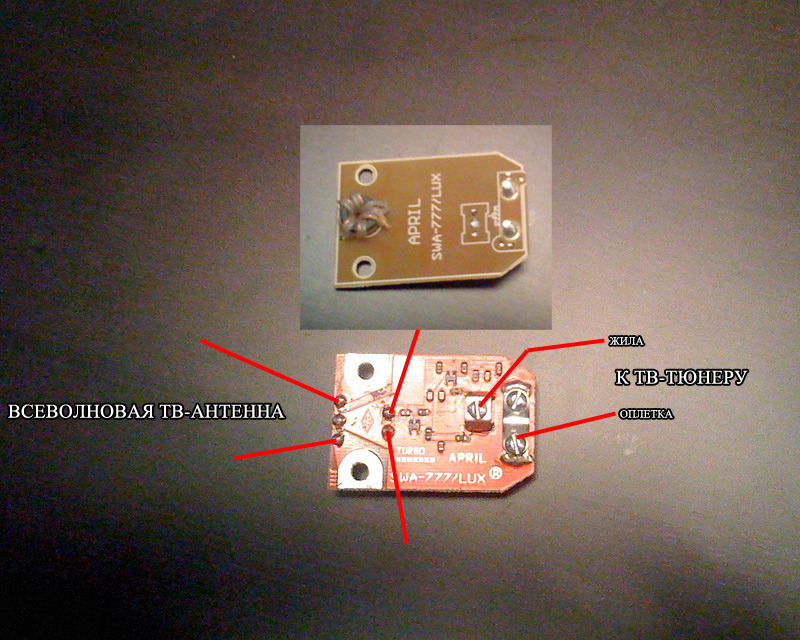 APRIL
SWA-777/LUX
ЖИЛА
К ТВ-ТЮНЕРУ
ВСЕВОЛНОВАЯ ТВ-АНТЕННА
ОПЛЕТКА
TURBO
APRIL
SWA-777/LUX®